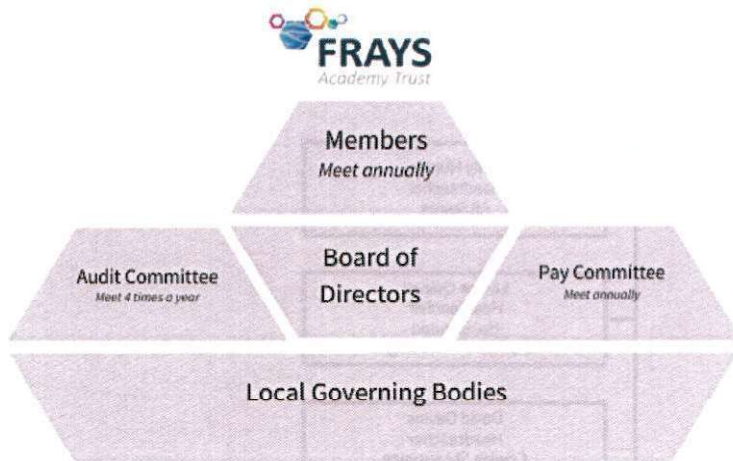 FRAYS
Academy Trust
Members
Meet annually
Audit Committee
Meet 4 times a year
Board of
Directors
Pay Committee
Meet annually
Local Governing Bodies